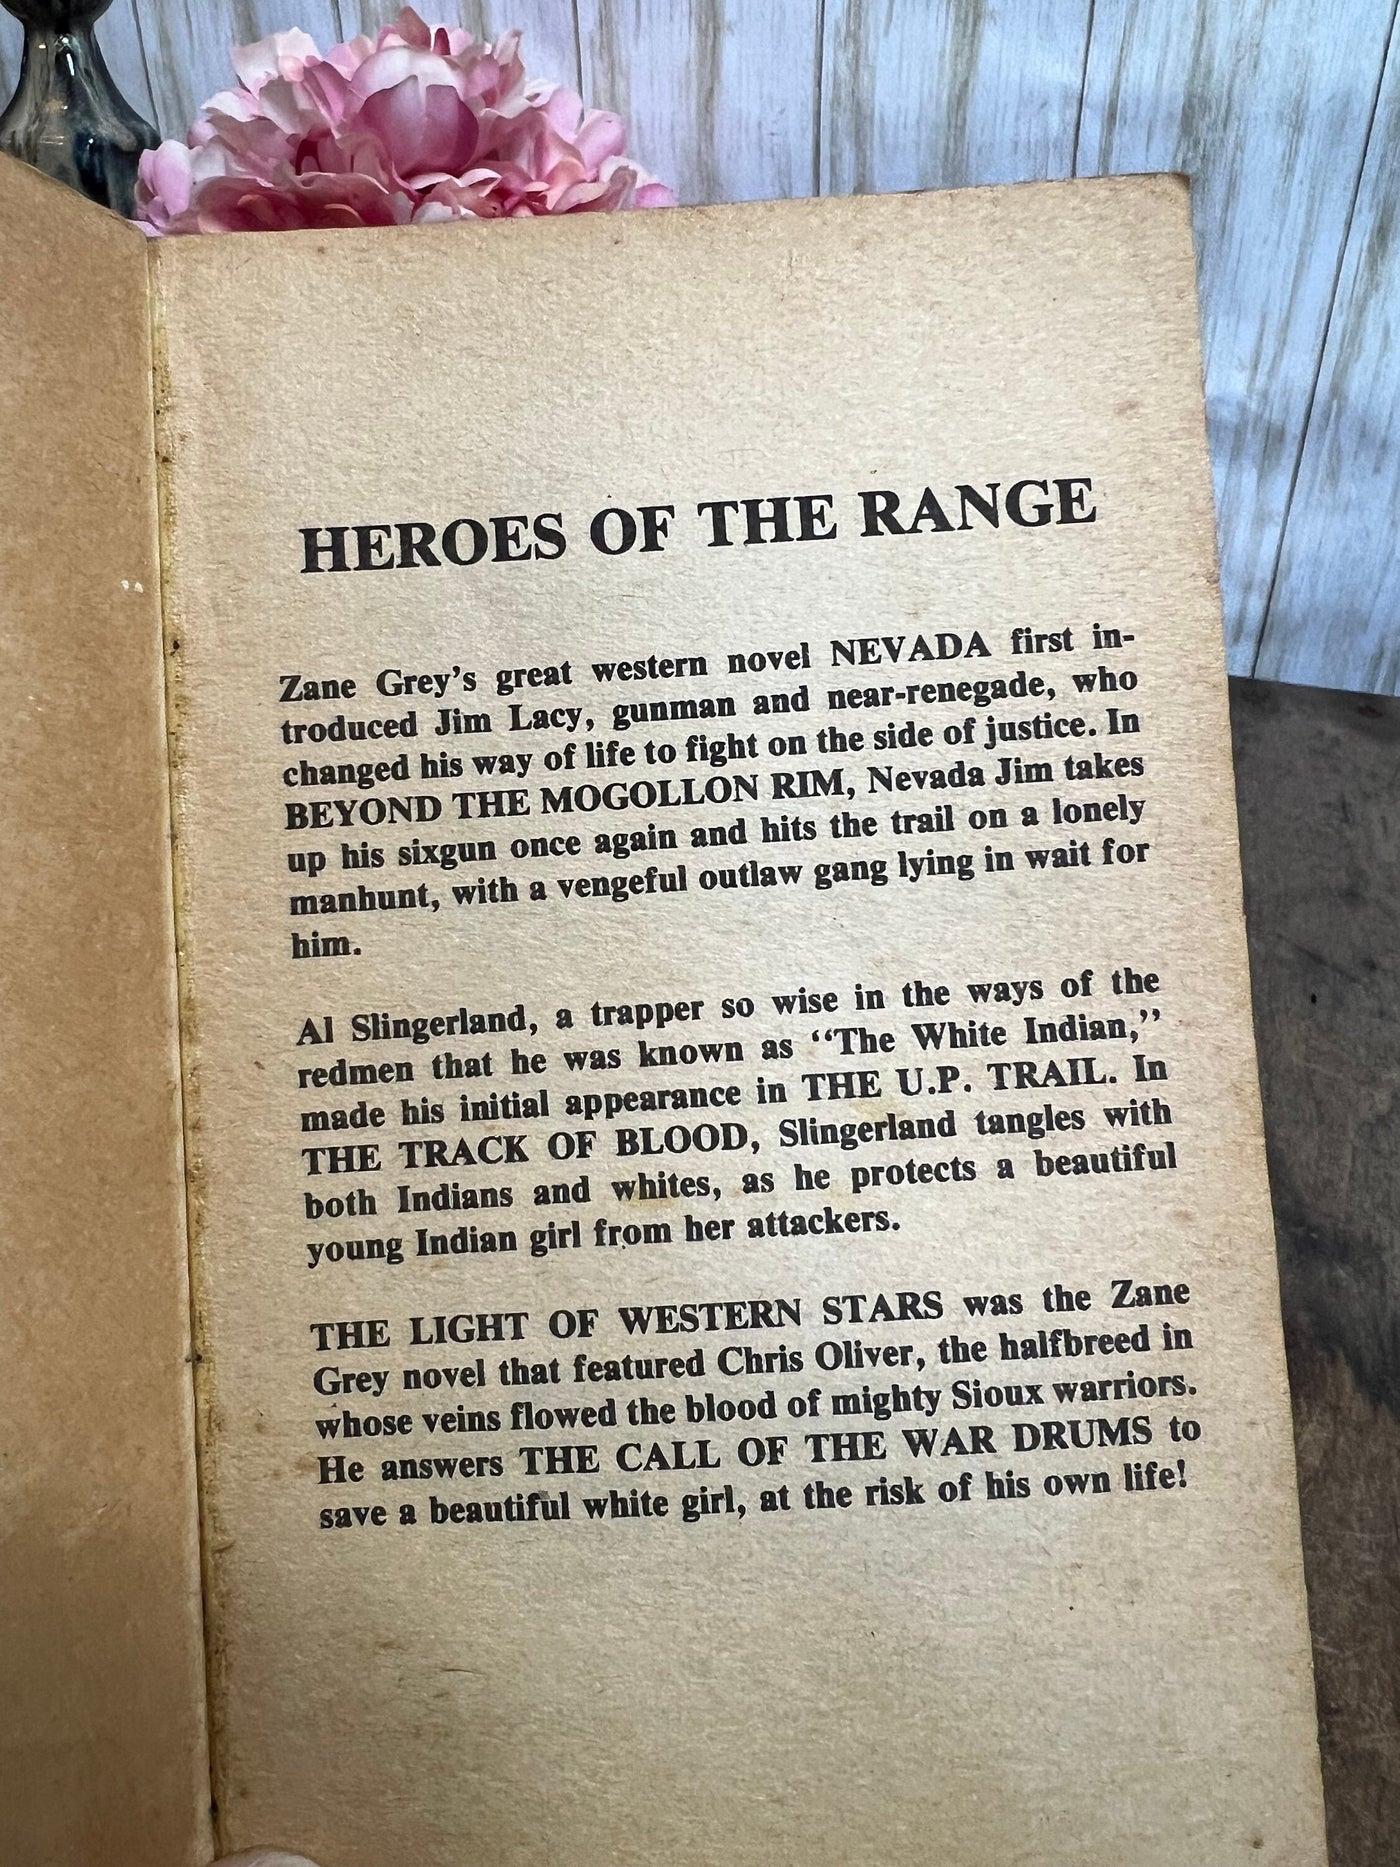 HEROES OF THE RANGE
Zane Grey's great western novel NEVADA first in-
troduced Jim Lacy, gunman and near-renegade, who
changed his way of life to fight on the side of justice. In
BEYOND THE MOGOLLON RIM, Nevada Jim takes
up his sixgun once again and hits the trail on a lonely
manhunt, with a vengeful outlaw gang lying in wait for
him.
Al Slingerland, a trapper so wise in the ways of the
redmen that he was known as "The White Indian,"
made his initial appearance in THE U.P. TRAIL. In
THE TRACK OF BLOOD, Slingerland tangles with
both Indians and whites, as he protects a beautiful
young Indian girl from her attackers.
THE LIGHT OF WESTERN STARS was the Zane
Grey novel that featured Chris Oliver, the halfbreed in
whose veins flowed the blood of mighty Sioux warriors.
He answers THE CALL OF THE WAR DRUMS to
save a beautiful white girl, at the risk of his own life!